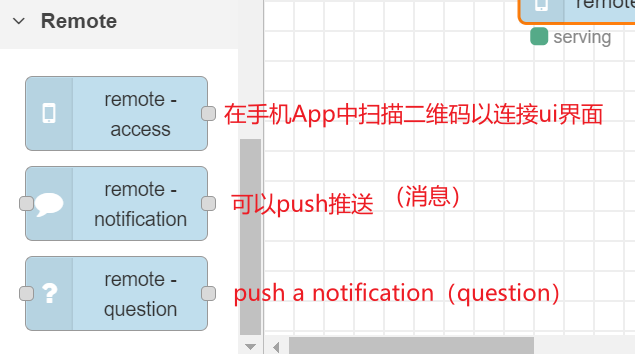 Remote
remote
serving
remote -
access
在手机App中扫描二维码以连接ui界面
remote -
notification
可以push推送（消息）
remote -
question
push a notification（question）